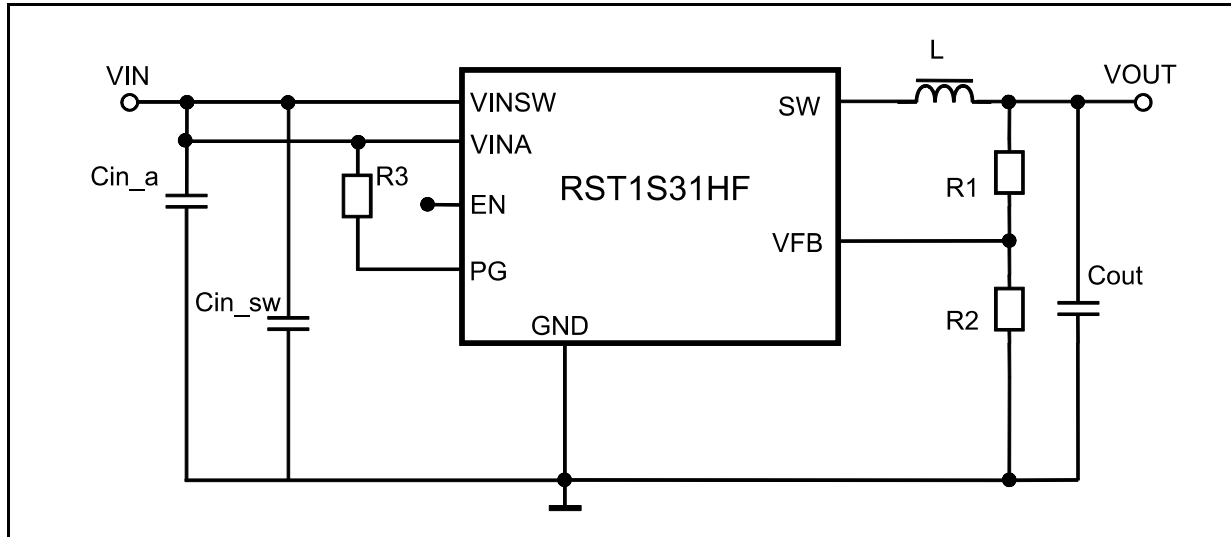 L
VIN
VOUT
VINSW
SW
VINA
Cin_a
R3
RST1S31HF
R1
EN
VFB
PG
Cout
Cin_sw
R2
GND